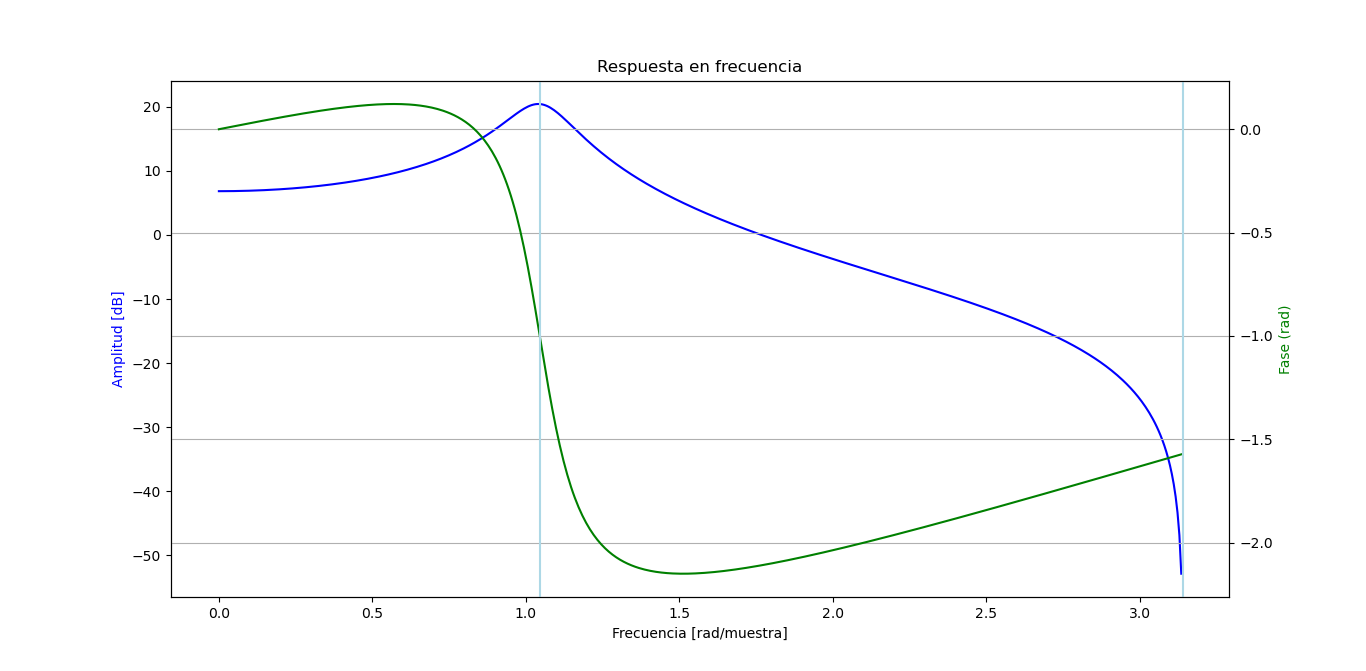 Respuesta en frecuencia
Amplitud [dB]
20
10
0
−10
−20
−30
−40
−50
0.0
−0.5
−1.0
−1.5
−2.0
Fase (rad)
0.0 0.5 1.0 1.5 2.0 2.5 3.0
Frecuencia [rad/muestra]